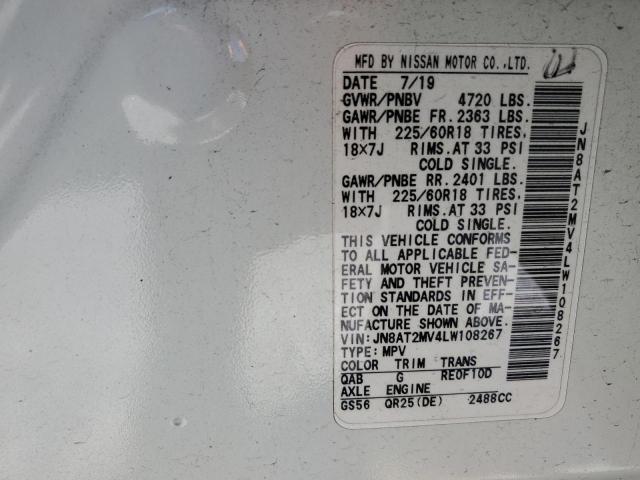 MFD BY NISSAN MOTOR CO.,LTD.
DATE 7/19
GVWR/PNBV 4720 LBS.
GAWR/PNBE FR. 2363 LBS.
WITH 225/60R18 TIRES,
18X7J RIMS.AT 33 PSI
COLD SINGLE.
GAWR/PNBE RR. 2401 LBS.
WITH 225/60R18 TIRES,
18X7J RIMS.AT 33 PSI
COLD SINGLE.
THIS VEHICLE CONFORMS
TO ALL APPLICABLE FED-
ERAL MOTOR VEHICLE SA-
FETY AND THEFT PREVEN-
TION STANDARDS IN EFF-
ECT ON THE DATE OF MA-
NUFACTURE SHOWN ABOVE.
VIN:JN8AT2MV4LW108267
TYPE:MPV
COLOR TRIM TRANS
QAB G RE0F10D
AXLE ENGINE
GS56 QR25(DE) 2488CC
JN8AT2MV4LW108267